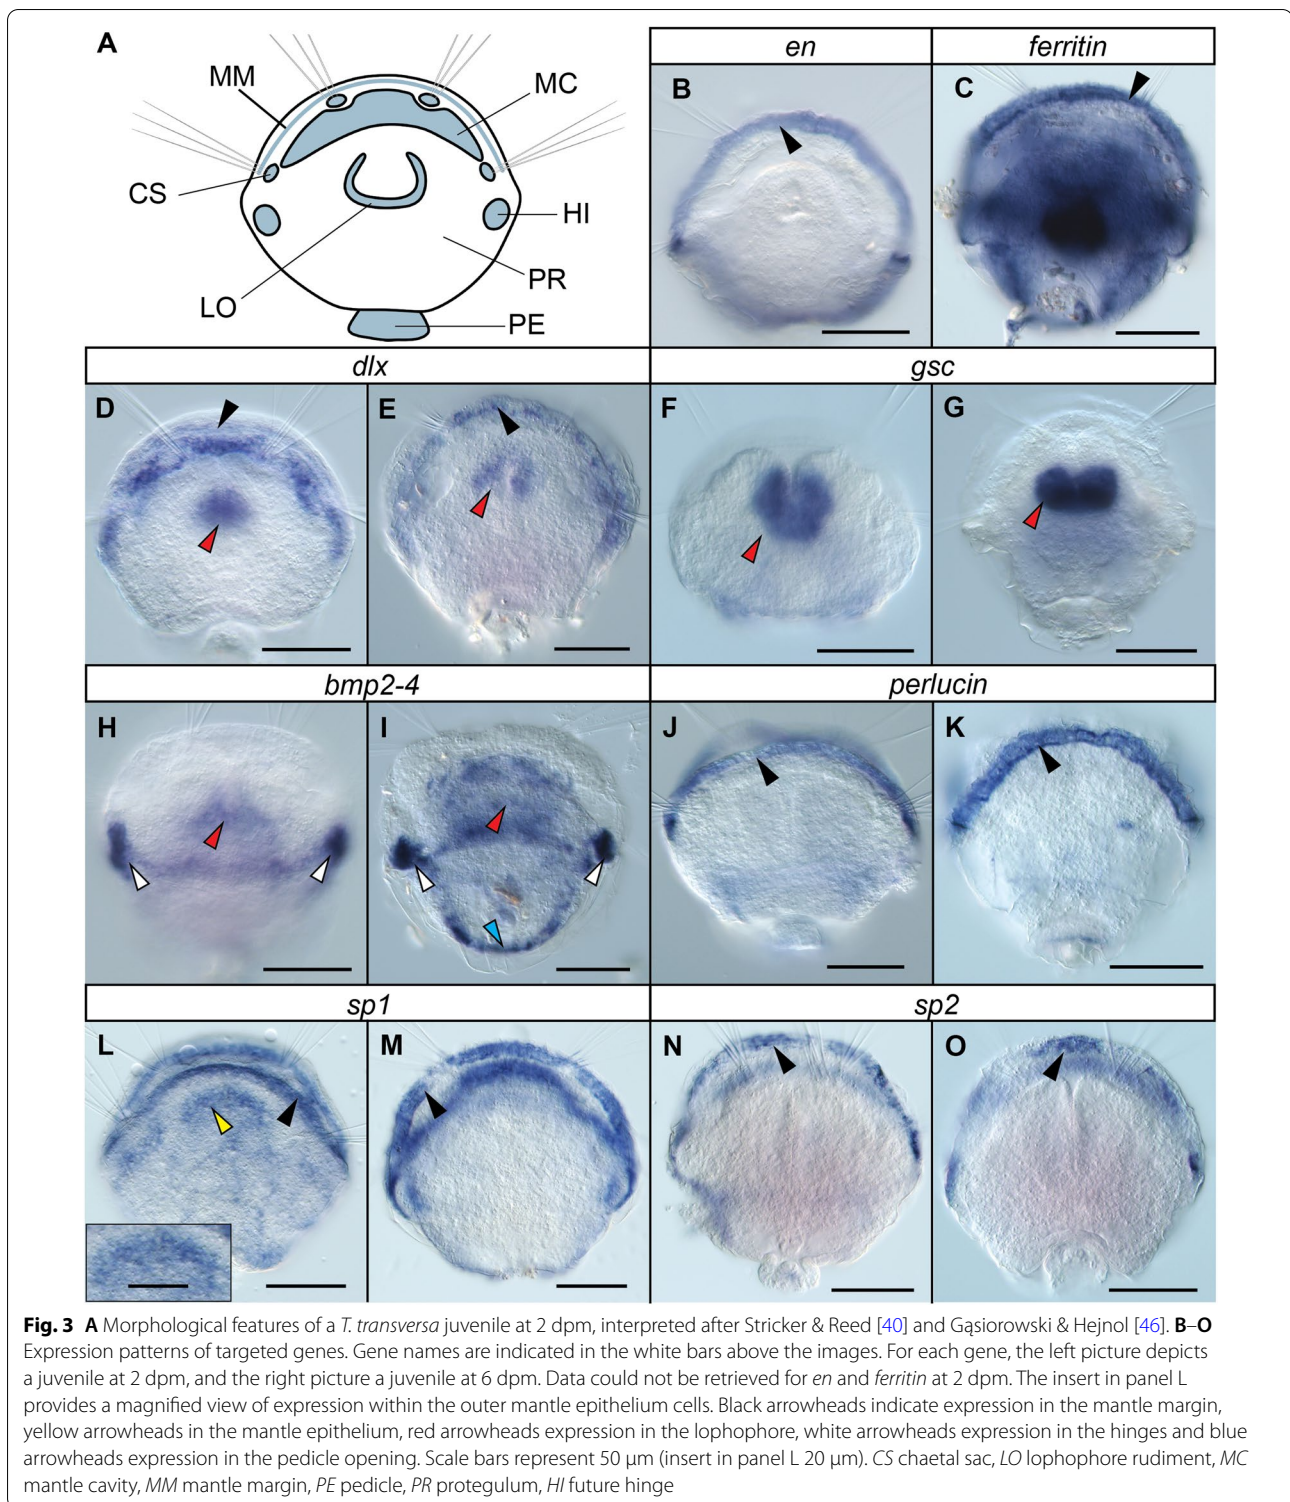 A
MM
MC
CS
HI
PR
LO
PE
en
ferritin
B
C
dlx
gsc
D
E
F
G
bmp2-4
perlucin
H
I
J
K
sp1
sp2
L
M
N
O
Fig. 3 A Morphological features of a T. transversa juvenile at 2 dpm, interpreted after Stricker & Reed [40] and Gąsiorowski & Hejnol [46]. B–O
Expression patterns of targeted genes. Gene names are indicated in the white bars above the images. For each gene, the left picture depicts
a juvenile at 2 dpm, and the right picture a juvenile at 6 dpm. Data could not be retrieved for en and ferritin at 2 dpm. The insert in panel L
provides a magnified view of expression within the outer mantle epithelium cells. Black arrowheads indicate expression in the mantle margin,
yellow arrowheads in the mantle epithelium, red arrowheads expression in the lophophore, white arrowheads expression in the hinges and blue
arrowheads expression in the pedicle opening. Scale bars represent 50 µm (insert in panel L 20 µm). CS chaetal sac, LO lophophore rudiment, MC
mantle cavity, MM mantle margin, PE pedicle, PR protegulum, HI future hinge